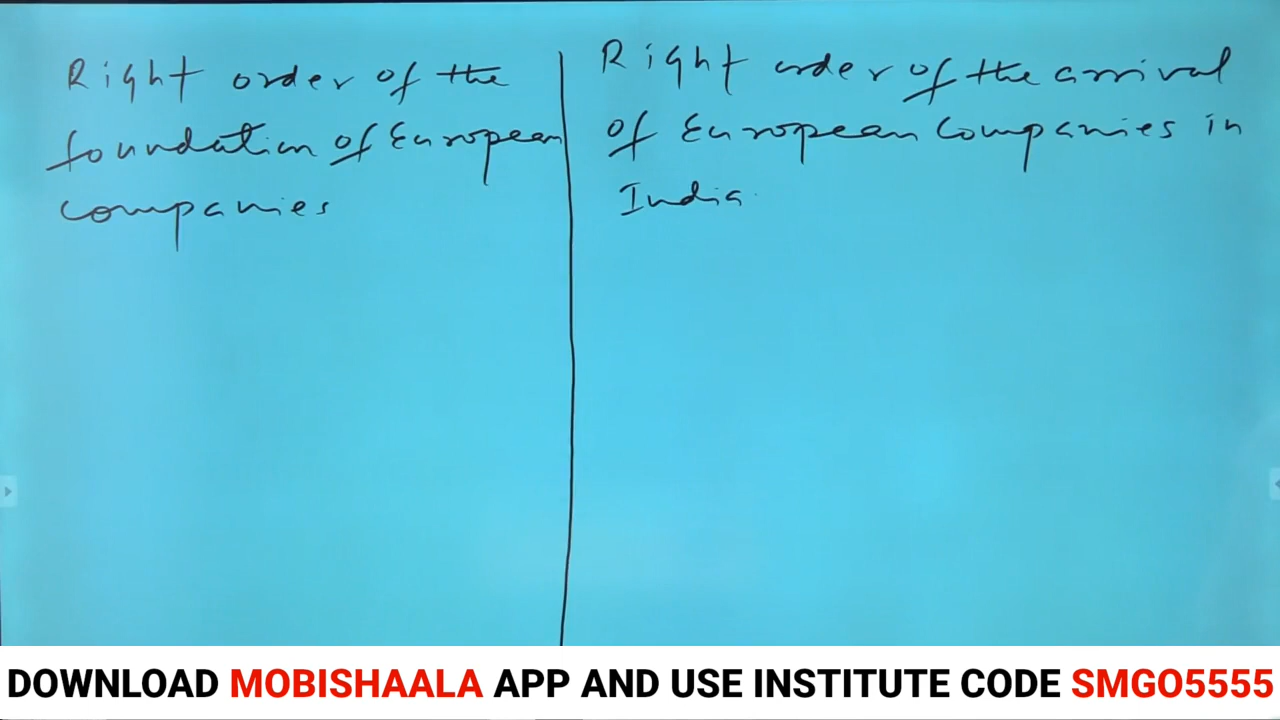 Right order of the
foundation of European
companies
Right order of the arrival
of European Companies in
India.
DOWNLOAD MOBISHAALA APP AND USE INSTITUTE CODE SMGO5555